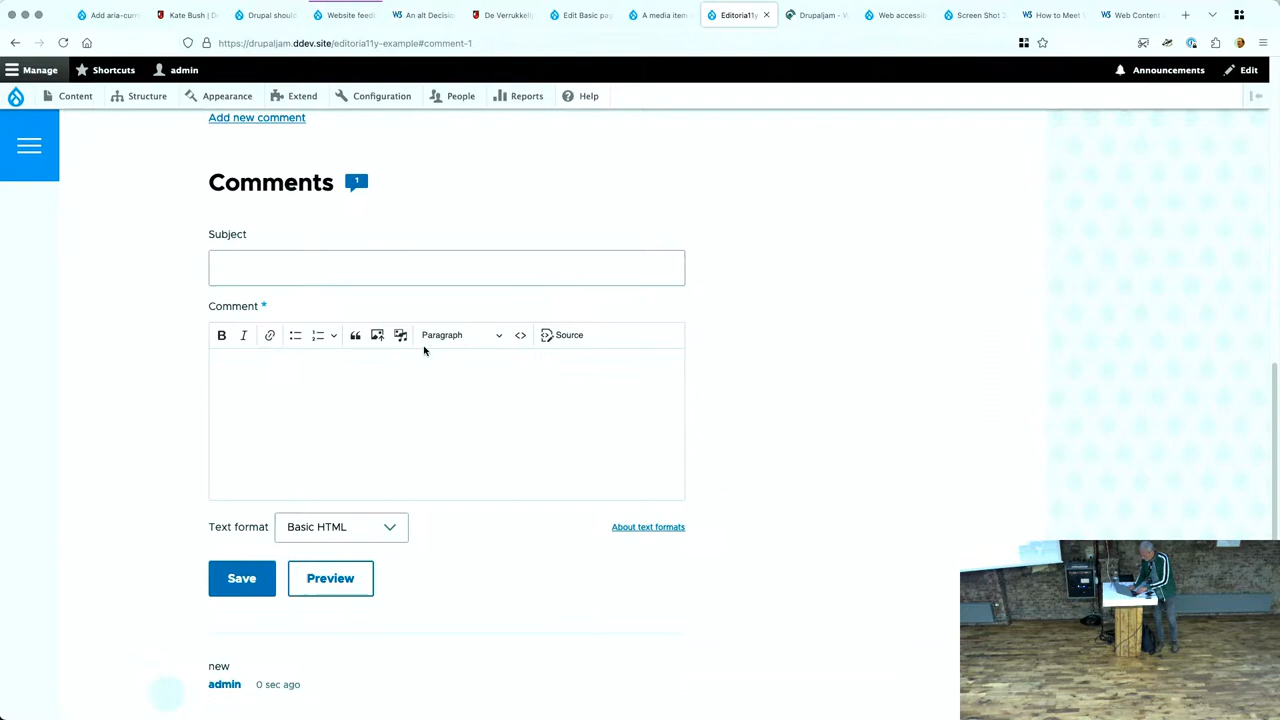 Add aria-curr
Kate Bush | D
Drupal shoul
Website feed
An alt Decisio
De Verrukkelij
Edit Basic pag
A media item
Editoria11y
Drupaljam - V
Web accessib
Screen Shot 2
How to Meet
Web Content
https://drupaljam.ddev.site/editoria11y-example#comment-1
Manage
Shortcuts
admin
Announcements
Edit
Content
Structure
Appearance
Extend
Configuration
People
Reports
Help
Add new comment
Comments
1
Subject
Comment *
B
I
Paragraph
Source
Text format
Basic HTML
About text formats
Save
Preview
new
admin
0 sec ago